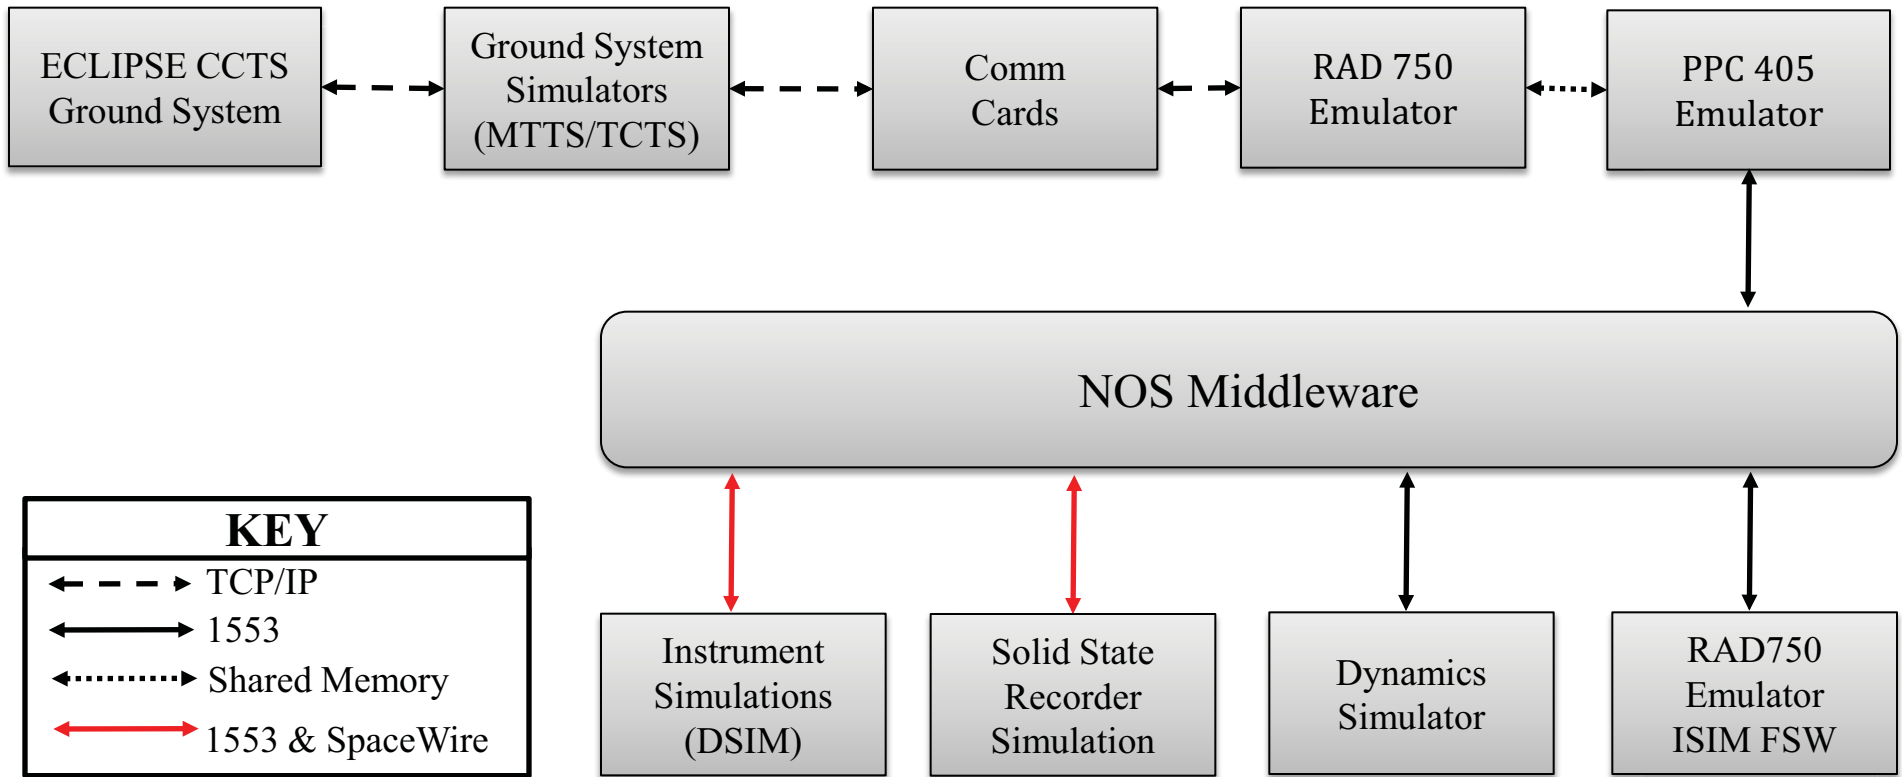 ECLIPSE CCTS
Ground System
Ground System
Simulators
(MTTS/TCTS)
Comm
Cards
RAD 750
Emulator
PPC 405
Emulator
NOS Middleware
KEY
TCP/IP
1553
Shared Memory
1553 & SpaceWire
Instrument
Simulations
(DSIM)
Solid State
Recorder
Simulation
Dynamics
Simulator
RAD750
Emulator
ISIM FSW